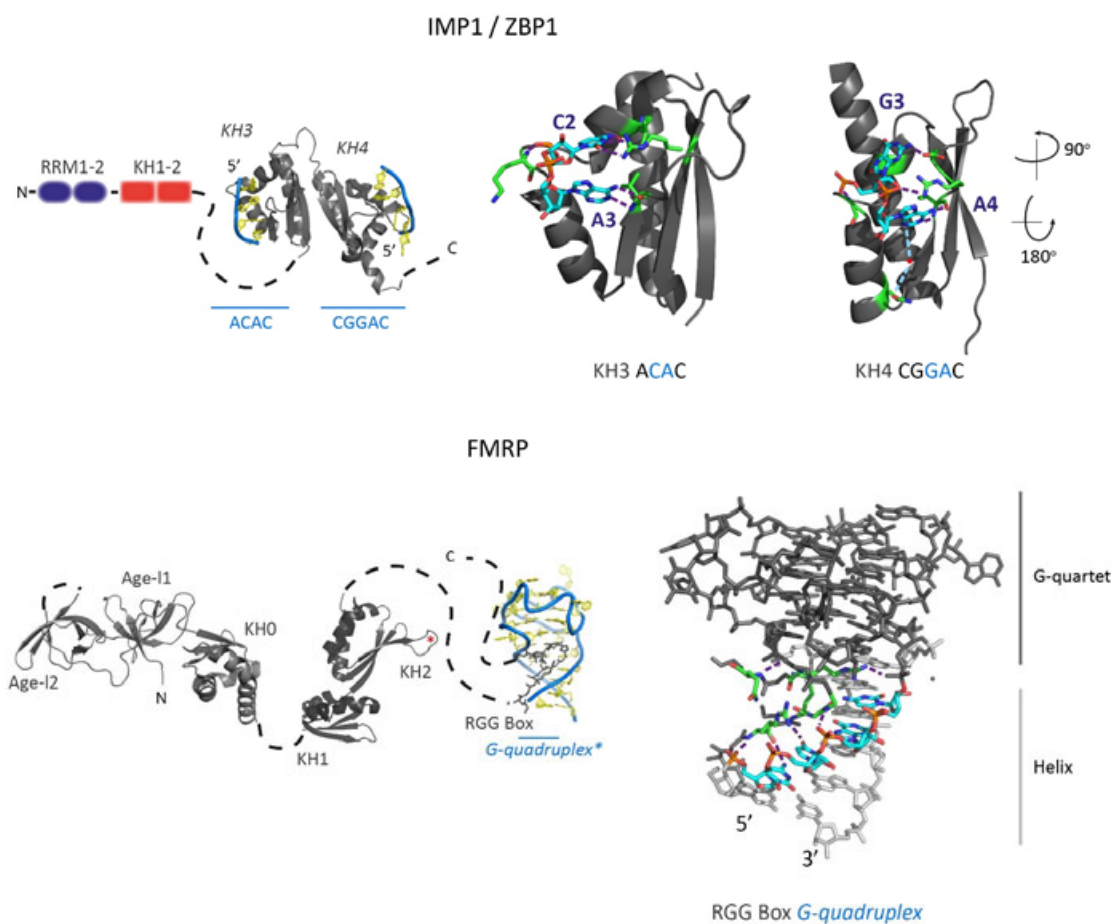 IMP1 / ZBP1
KH3
KH4
RRM1-2
KH1-2
N
5’
5’
C
ACAC
CGGAC
C2
A3
KH3 ACAC
G3
A4
90º
180º
KH4 CGGAC
FMRP
Age-I1
Age-I2
N
KH0
KH1
KH2
*
C
RGG Box
G-quadruplex*
G-quartet
Helix
5’
3’
RGG Box G-quadruplex